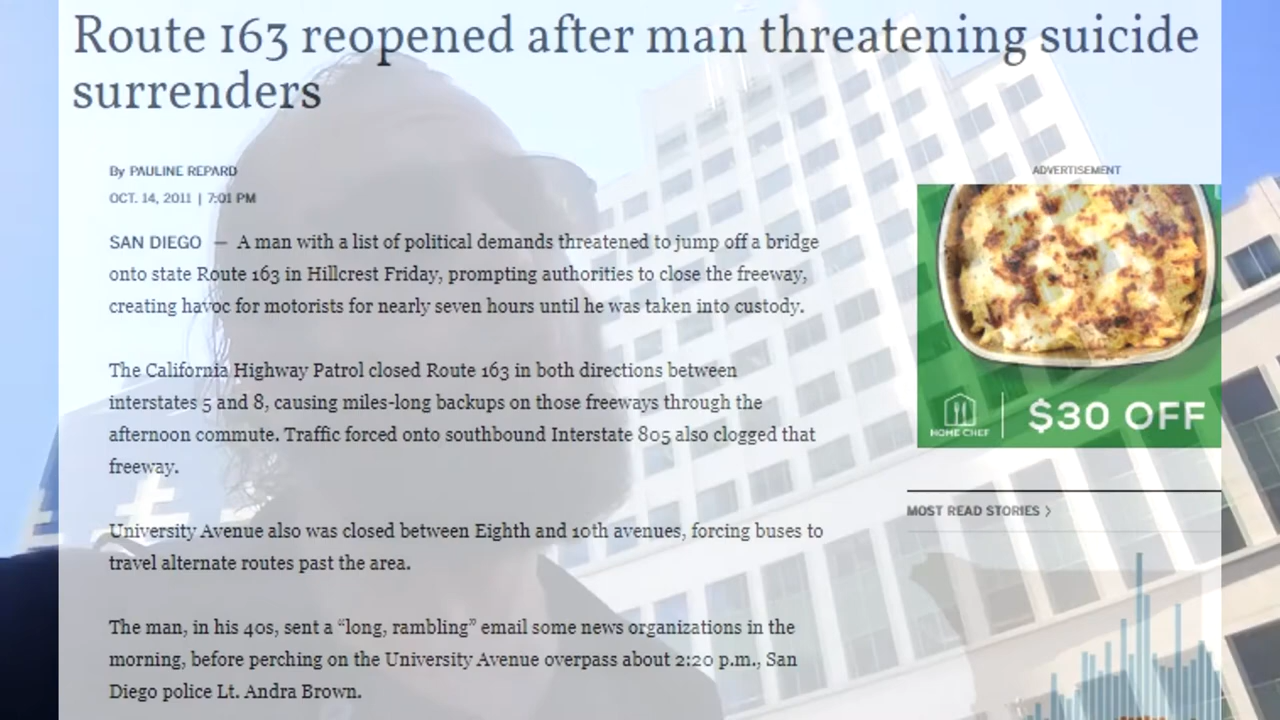 Route 163 reopened after man threatening suicide
surrenders
By PAULINE REPARD
OCT. 14, 2011 | 7:01 PM
SAN DIEGO — A man with a list of political demands threatened to jump off a bridge
onto state Route 163 in Hillcrest Friday, prompting authorities to close the freeway,
creating havoc for motorists for nearly seven hours until he was taken into custody.
The California Highway Patrol closed Route 163 in both directions between
interstates 5 and 8, causing miles-long backups on those freeways through the
afternoon commute. Traffic forced onto southbound Interstate 805 also clogged that
freeway.
University Avenue also was closed between Eighth and 10th avenues, forcing buses to
travel alternate routes past the area.
The man, in his 40s, sent a “long, rambling” email some news organizations in the
morning, before perching on the University Avenue overpass about 2:20 p.m., San
Diego police Lt. Andra Brown.
ADVERTISEMENT
HOME CHEF
$30 OFF
MOST READ STORIES 〉